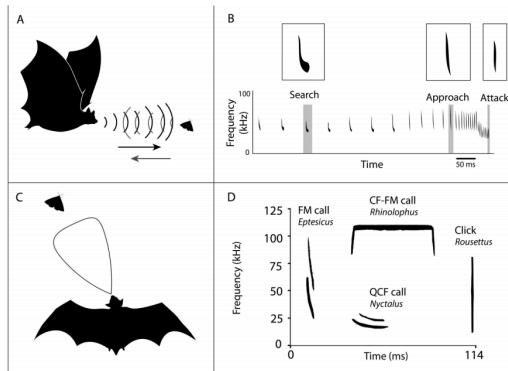 A
B
Search
Approach
Attack
100
0
Frequency
(kHz)
Time
50 ms
C
D
125
100
75
50
25
0
Frequency (kHz)
FM call
Eptesicus
CF-FM call
Rhinolophus
Click
Rousettus
QCF call
Nyctalus
0
Time (ms)
114